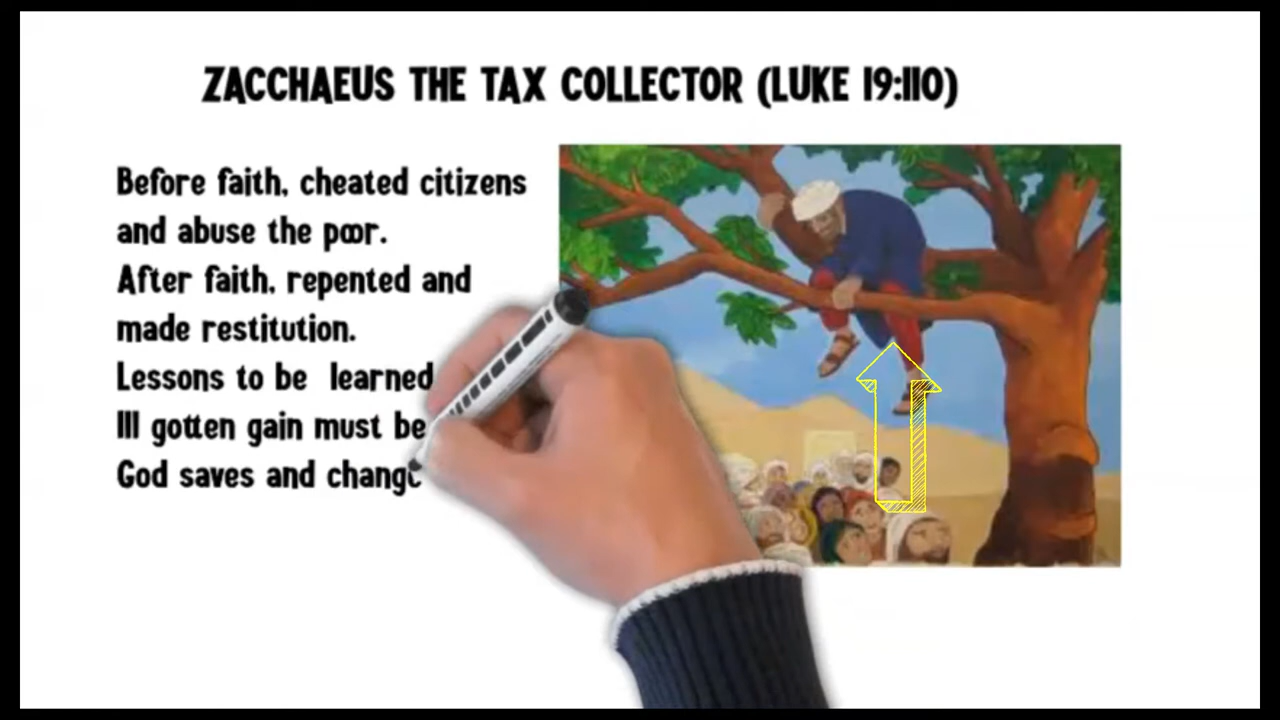 ZACCHAEUS THE TAX COLLECTOR (LUKE 19:110)
Before faith, cheated citizens
and abuse the poor.
After faith, repented and
made restitution.
Lessons to be learned
Ill gotten gain must be
God saves and change